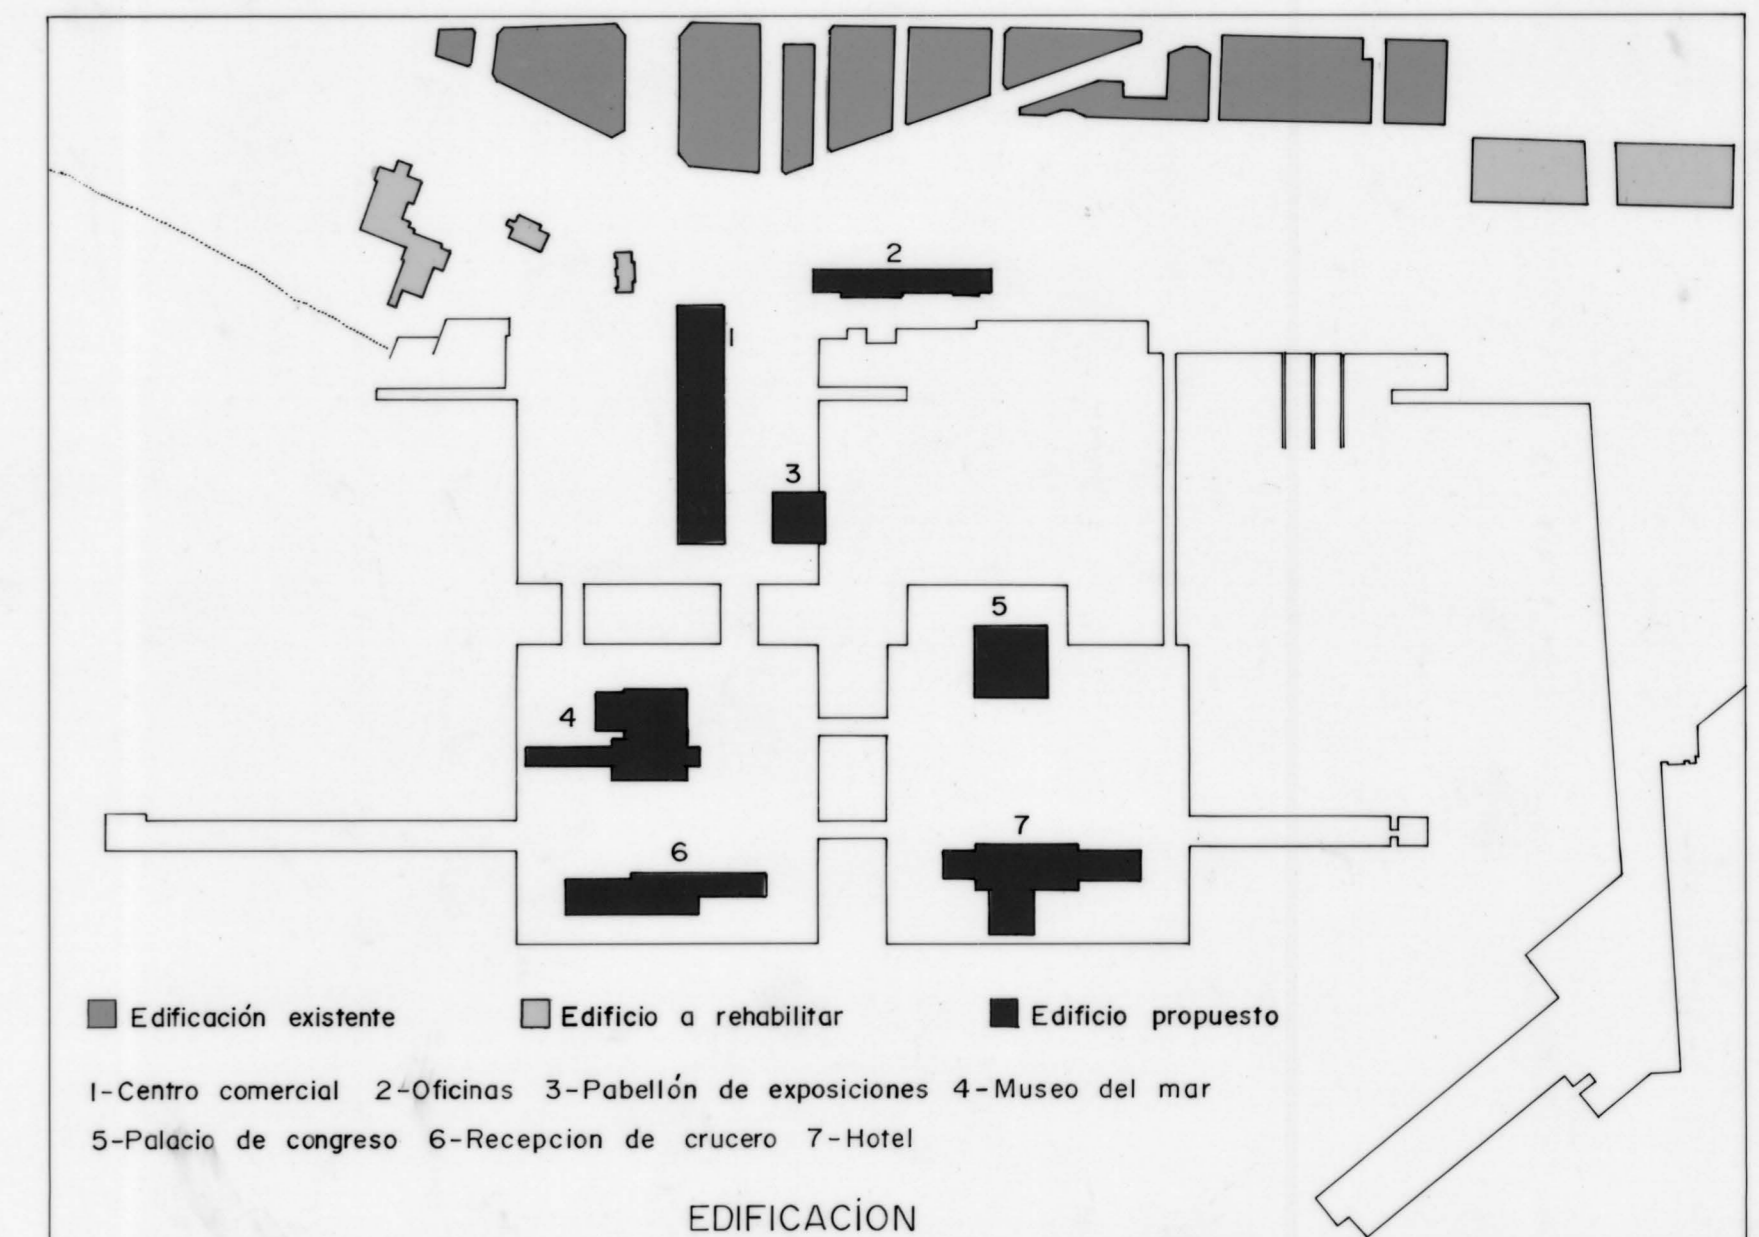 2
1
3
5
4
7
6
Edificación existente Edificio a rehabilitar Edificio propuesto
1-Centro comercial 2-Oficinas 3-Pabellón de exposiciones 4-Museo del mar
5-Palacio de congreso 6-Recepcion de crucero 7-Hotel
EDIFICACIÓN